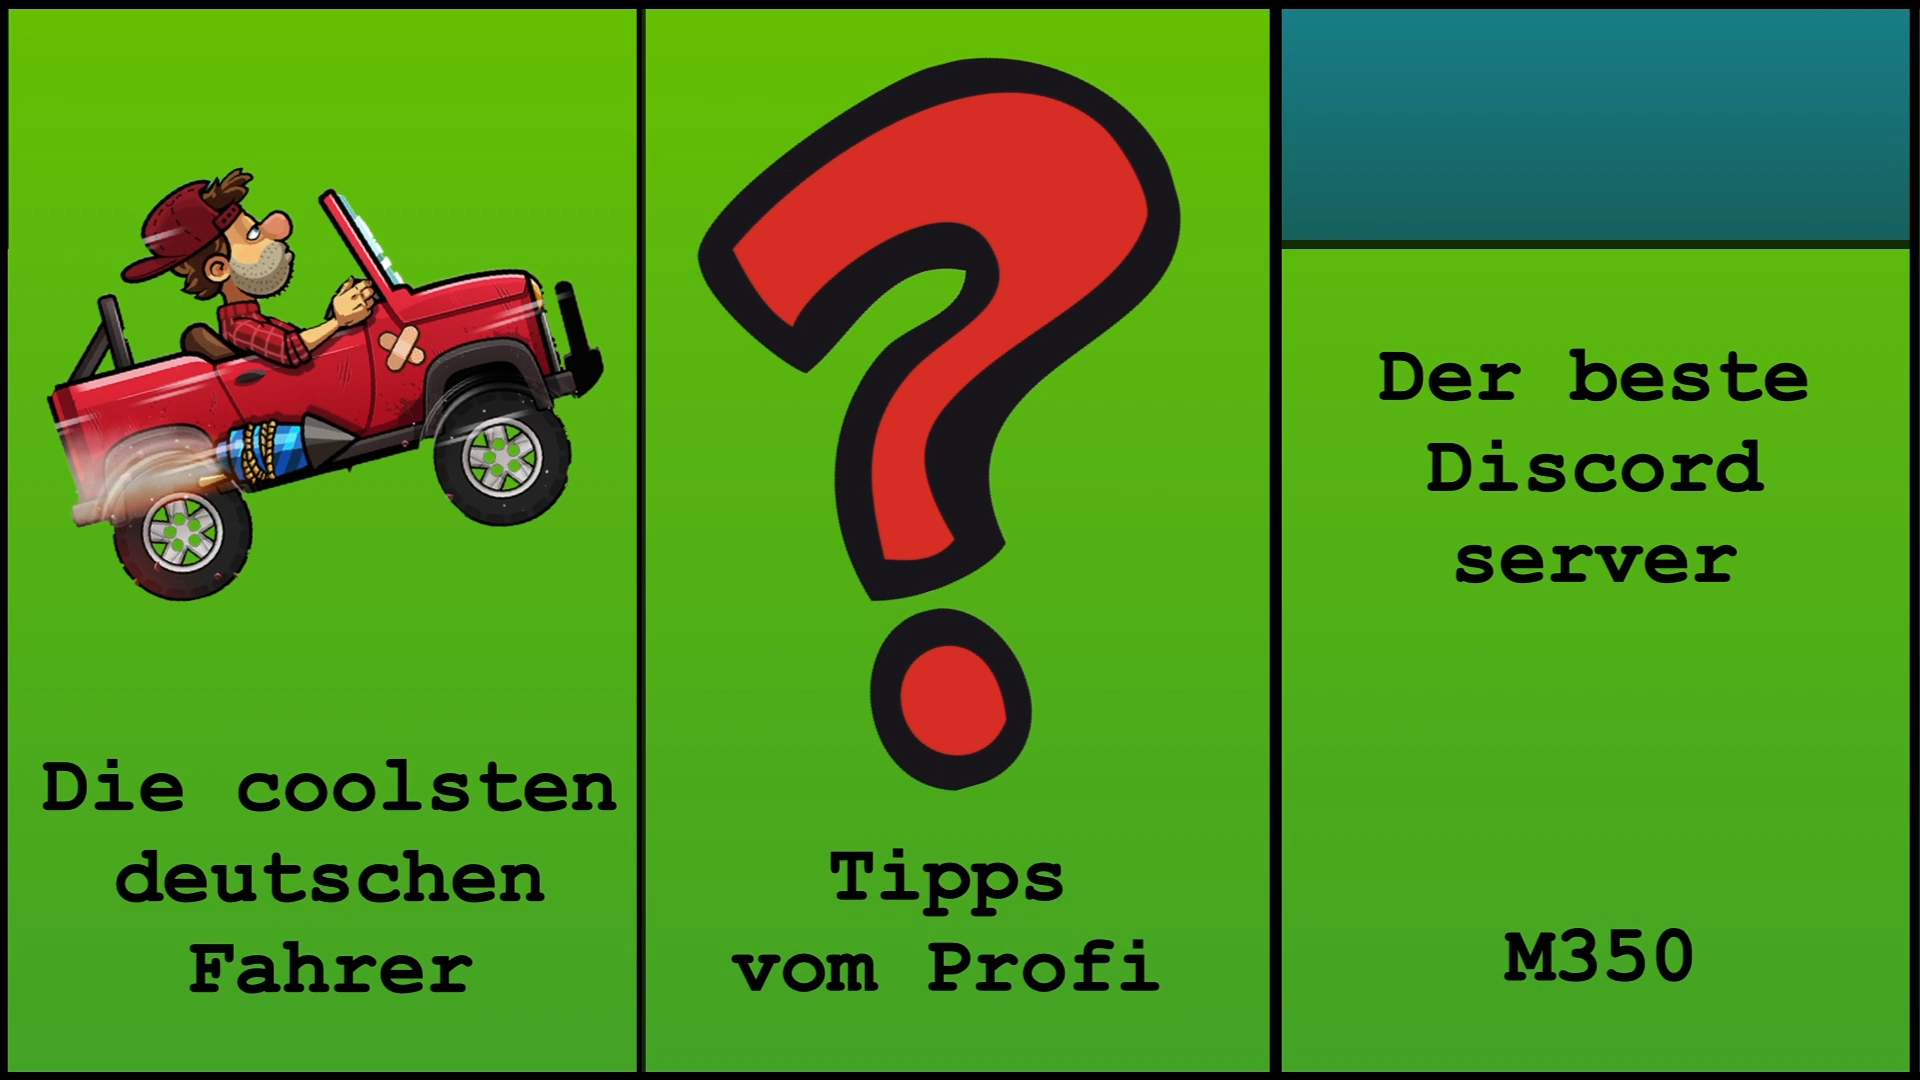 Die coolsten
deutschen
Fahrer
Tipps
vom Profi
Der beste
Discord
server
M350